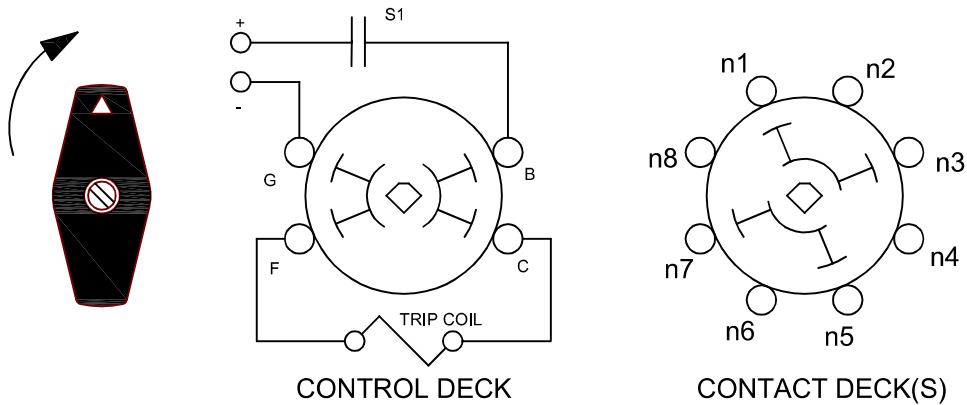 S1
+
-
G
B
F
C
TRIP COIL
CONTROL DECK
n1
n2
n8
n3
n7
n4
n6
n5
CONTACT DECK(S)